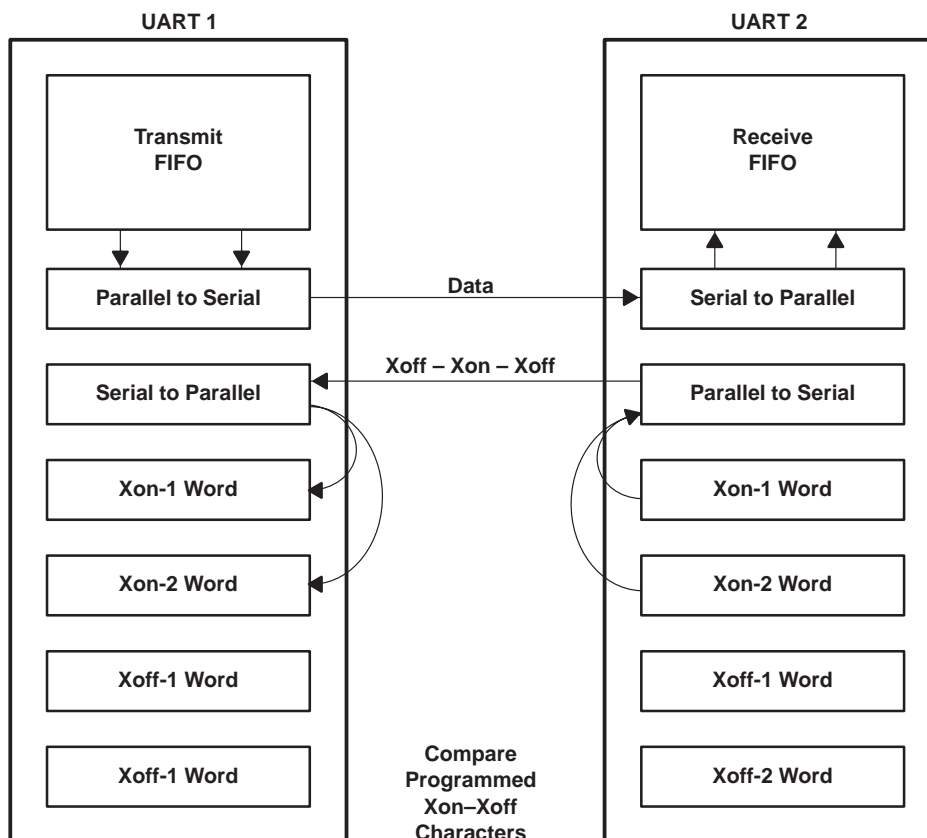 UART 1
UART 2
Transmit
FIFO
Receive
FIFO
Parallel to Serial
Data
Serial to Parallel
Xoff – Xon – Xoff
Serial to Parallel
Parallel to Serial
Xon-1 Word
Xon-1 Word
Xon-2 Word
Xon-2 Word
Xoff-1 Word
Xoff-1 Word
Xoff-1 Word
Compare
Programmed
Xon–Xoff
Characters
Xoff-2 Word